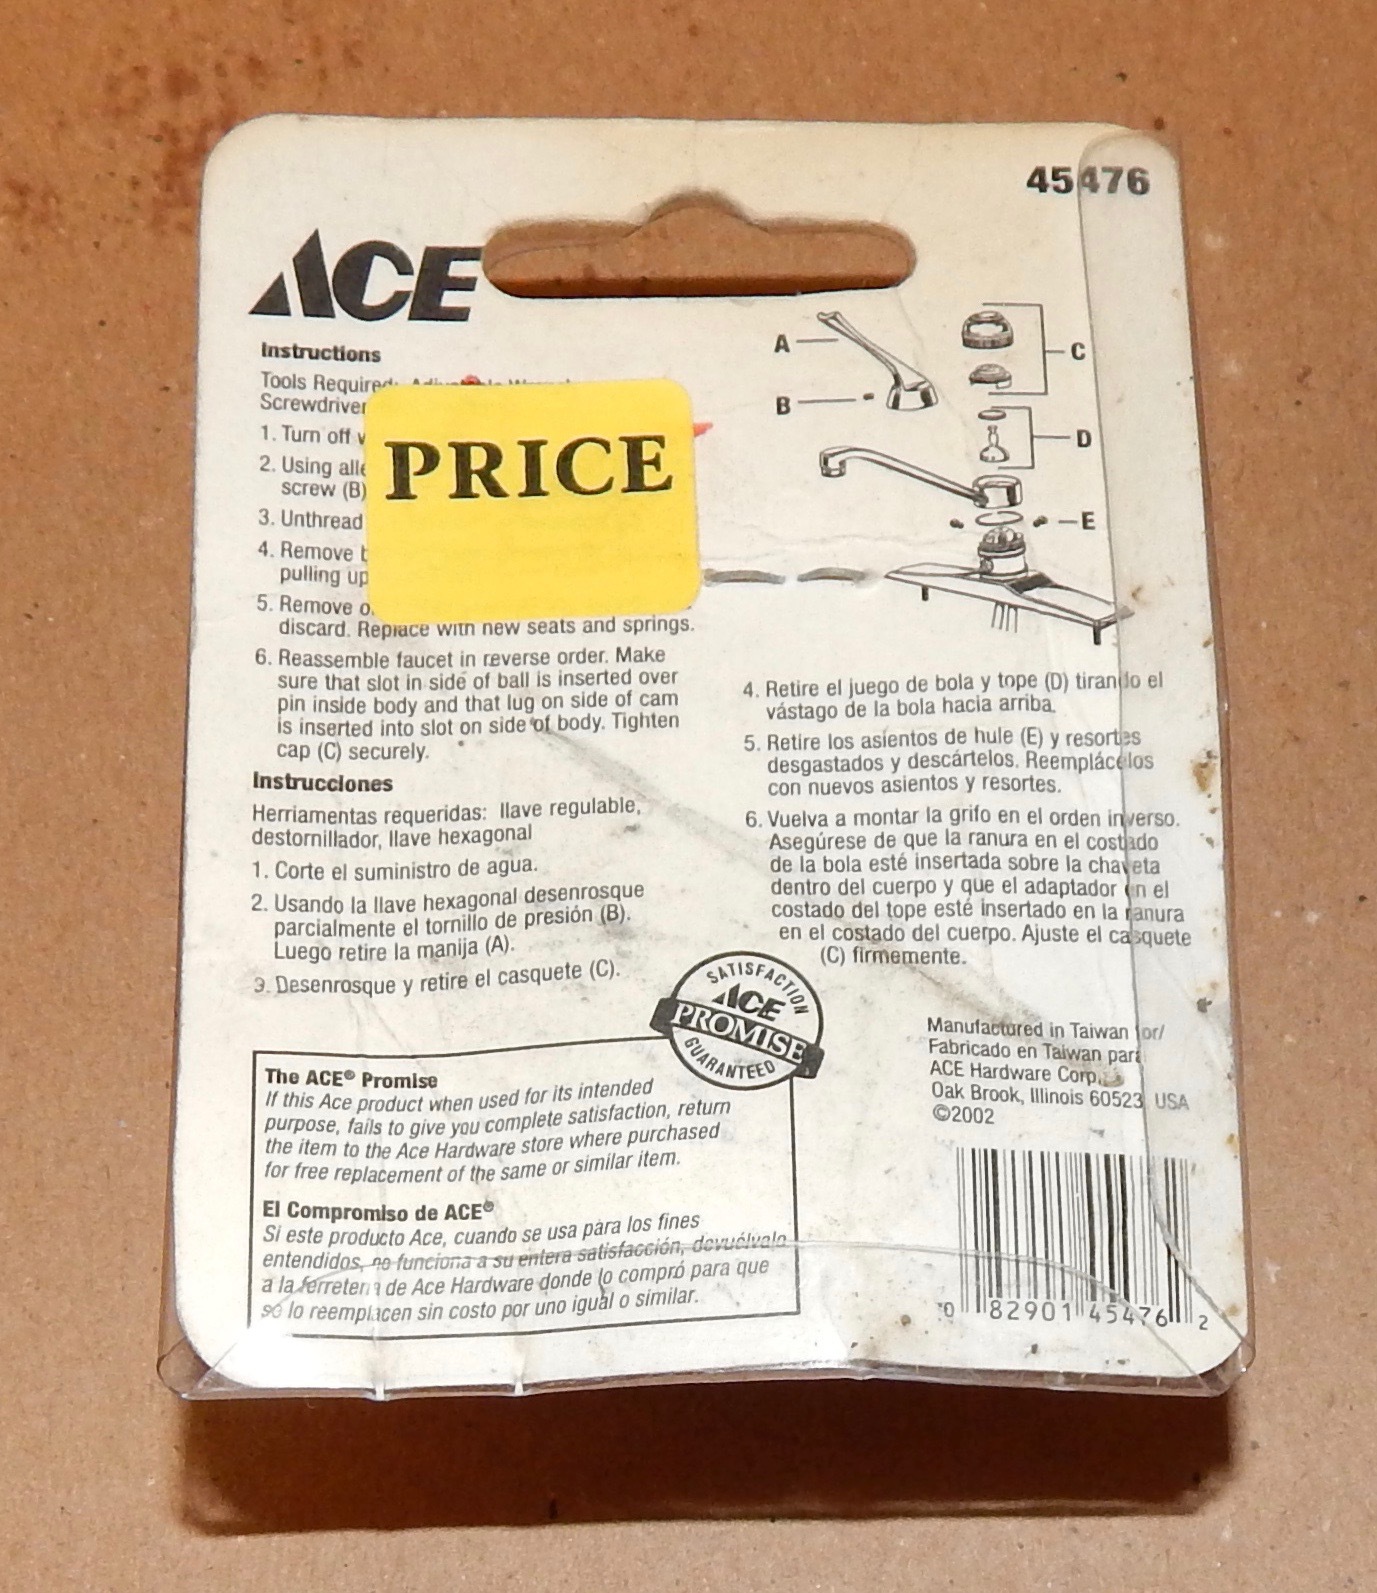 45476
ACE
Instructions
Tools Required:
Screwdriver
1. Turn off
2. Using
screw (B)
3. Unthread
4. Remove
pulling up
5. Remove
discard. Replace with new seats and springs.
6. Reassemble faucet in reverse order. Make
sure that slot in side of ball is inserted over
pin inside body and that lug on side of cam
is inserted into slot on side of body. Tighten
cap (C) securely.
PRICE
A
B
C
D
E
Instrucciones
Herriamentas requeridas: llave regulable,
destornillador, llave hexagonal
1. Corte el suministro de agua.
2. Usando la llave hexagonal desenrosque
parcialmente el tornillo de presión (B).
Luego retire la manija (A).
3. Desenrosque y retire el casquete (C).
4. Retire el juego de bola y tope (D) tirando el
vástago de la bola hacia arriba.
5. Retire los asientos de hule (E) y resortes
desgastados y descártelos. Reemplácelos
con nuevos asientos y resortes.
6. Vuelva a montar la grifo en el orden inverso.
Asegúrese de que la ranura en el costado
de la bola esté insertada sobre la chaveta
dentro del cuerpo y que el adaptador en el
costado del tope esté insertado en la ranura
en el costado del cuerpo. Ajuste el casquete
(C) firmemente.
SATISFACTION
ACE
PROMISE
GUARANTEED
The ACE® Promise
If this Ace product when used for its intended
purpose, fails to give you complete satisfaction, return
the item to the Ace Hardware store where purchased
for free replacement of the same or similar item.
El Compromiso de ACE®
Si este producto Ace, cuando se usa para los fines
entendidos, no funciona a su entera satisfacción, devuélvalo
a la ferreteria de Ace Hardware donde lo compró para que
se lo reemplacen sin costo por uno igual o similar.
Manufactured in Taiwan for/
Fabricado en Taiwan para
ACE Hardware Corp.
Oak Brook, Illinois 60523 USA
©2002
0 82901 45476 2